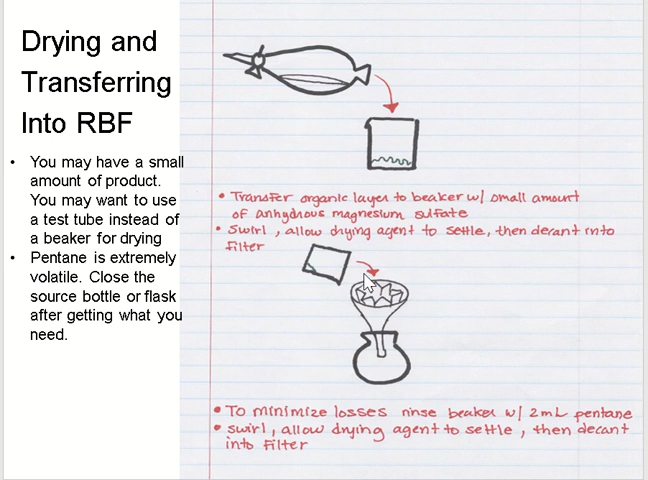 Drying and
Transferring
Into RBF
• You may have a small
amount of product.
You may want to use
a test tube instead of
a beaker for drying
• Pentane is extremely
volatile. Close the
source bottle or flask
after getting what you
need.
• Transfer organic layer to beaker w/ small amount
of anhydrous magnesium sulfate
• Swirl, allow drying agent to settle, then decant into
filter
• To minimize losses rinse beaker w/ 2mL pentane
• swirl, allow drying agent to settle, then decant
into filter